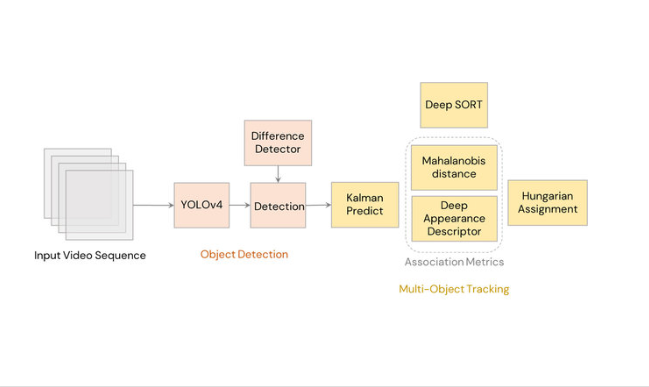 Deep SORT
Difference
Detector
Mahalanobis
distance
YOLOv4
Detection
Kalman
Predict
Deep
Appearance
Descriptor
Hungarian
Assignment
Input Video Sequence
Object Detection
Association Metrics
Multi-Object Tracking